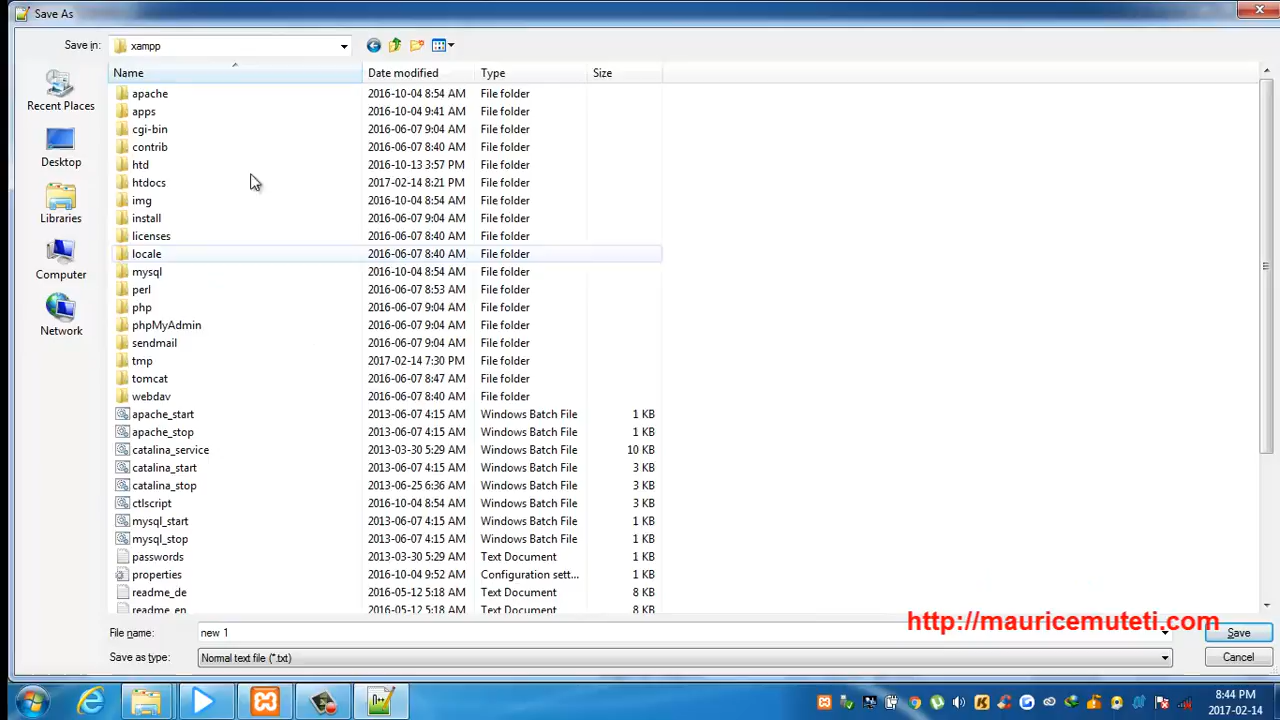 Save As
Save in: xampp
Name Date modified Type Size
apache 2016-10-04 8:54 AM File folder
apps 2016-10-04 9:41 AM File folder
cgi-bin 2016-06-07 9:04 AM File folder
contrib 2016-06-07 8:40 AM File folder
htd 2016-10-13 3:57 PM File folder
htdocs 2017-02-14 8:21 PM File folder
img 2016-10-04 8:54 AM File folder
install 2016-06-07 9:04 AM File folder
licenses 2016-06-07 8:40 AM File folder
locale 2016-06-07 8:40 AM File folder
mysql 2016-10-04 8:54 AM File folder
perl 2016-06-07 8:53 AM File folder
php 2016-06-07 9:04 AM File folder
phpMyAdmin 2016-06-07 9:04 AM File folder
sendmail 2016-06-07 9:04 AM File folder
tmp 2017-02-14 7:30 PM File folder
tomcat 2016-06-07 8:47 AM File folder
webdav 2016-06-07 8:40 AM File folder
apache_start 2013-06-07 4:15 AM Windows Batch File 1 KB
apache_stop 2013-06-07 4:15 AM Windows Batch File 1 KB
catalina_service 2013-03-30 5:29 AM Windows Batch File 10 KB
catalina_start 2013-06-07 4:15 AM Windows Batch File 3 KB
catalina_stop 2013-06-25 6:36 AM Windows Batch File 3 KB
ctlscript 2016-10-04 8:54 AM Windows Batch File 3 KB
mysql_start 2013-06-07 4:15 AM Windows Batch File 1 KB
mysql_stop 2013-06-07 4:15 AM Windows Batch File 1 KB
passwords 2013-03-30 5:29 AM Text Document 1 KB
properties 2016-10-04 9:52 AM Configuration sett... 1 KB
readme_de 2016-05-12 5:18 AM Text Document 8 KB
readme_en 2016-05-12 5:18 AM Text Document 8 KB
Recent Places
Desktop
Libraries
Computer
Network
http://mauricemuteti.com
File name: new 1 Save
Save as type: Normal text file (*.txt) Cancel
8:44 PM
2017-02-14